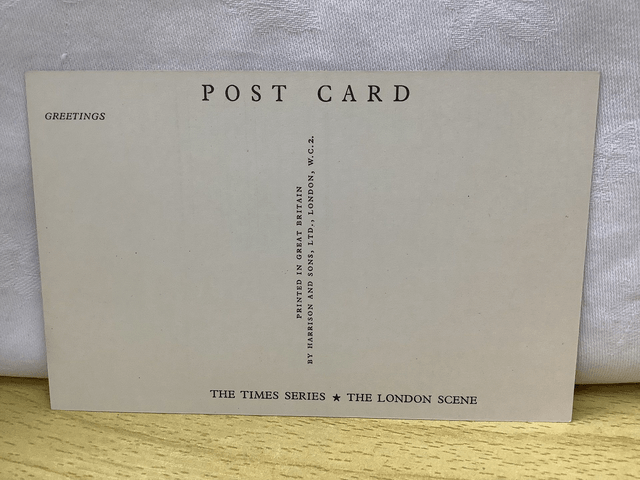 POST CARD
GREETINGS
PRINTED IN GREAT BRITAIN
BY HARRISON AND SONS, LTD., LONDON, W.C.2.
THE TIMES SERIES ★ THE LONDON SCENE